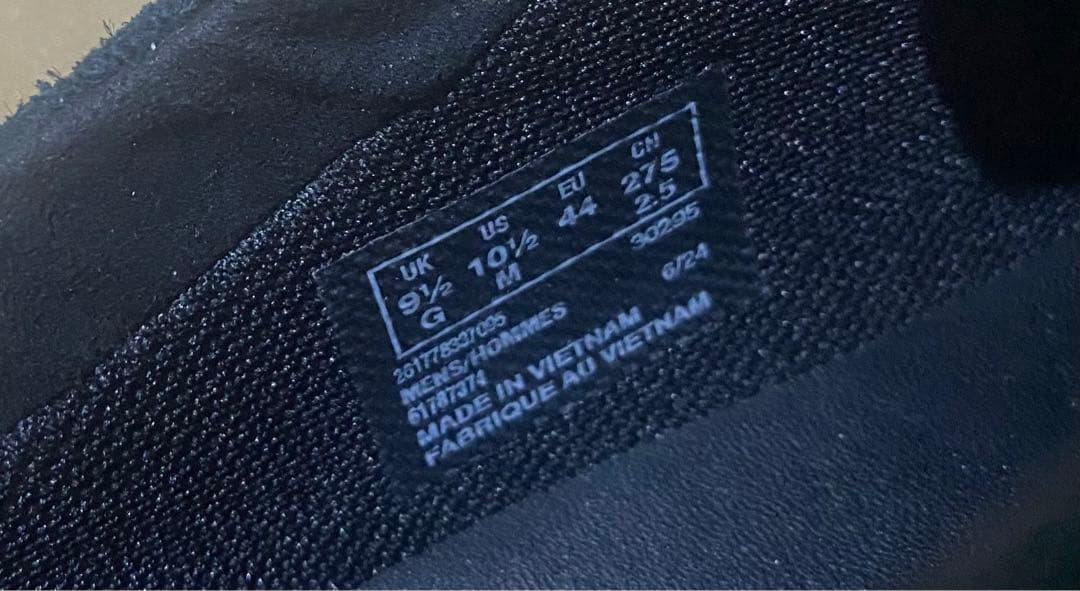 UK US EU CN
9½ 10½ 44 275
G M 2.5
30295
MENS/HOMMES 6/24
61787374
MADE IN VIETNAM
FABRIQUE AU VIETNAM